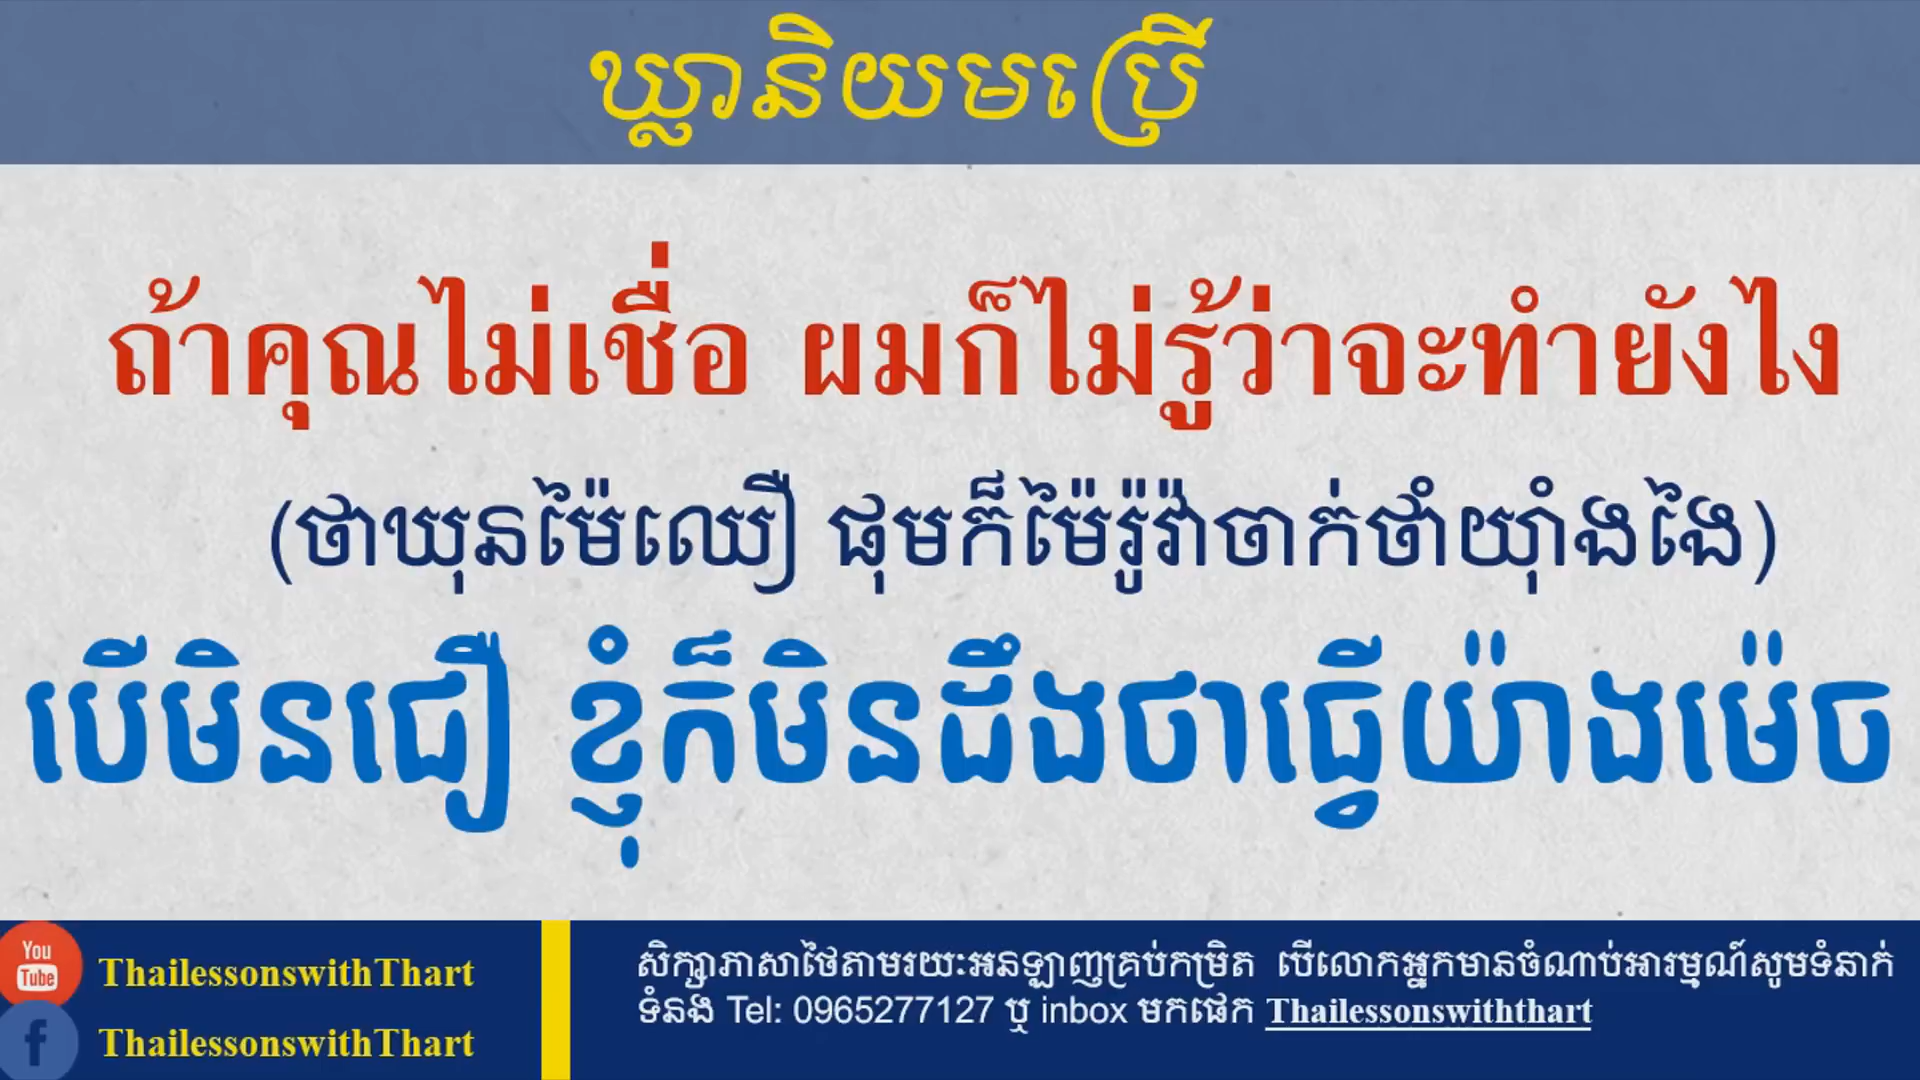 ឃ្លានិយមប្រើ
ถ้าคุณไม่เชื่อ ผมก็ไม่รู้ว่าจะทำยังไง
(ថាឃុនម៉ៃឈឿ ផុមក៏ម៉ៃរ៉ូវ៉ាចាក់ថាំយ៉ាំងងៃ)
បើមិនជឿ ខ្ញុំក៏មិនដឹងថាធ្វើយ៉ាងម៉េច
You
Tube
ThailessonswithThart
ThailessonswithThart
សិក្សាភាសាថៃតាមរយៈអនឡាញគ្រប់កម្រិត បើលោកអ្នកមានចំណាប់អារម្មណ៍សូមទំនាក់
ទំនង Tel: 0965277127 ឬ inbox មកផេក Thailessonswiththart